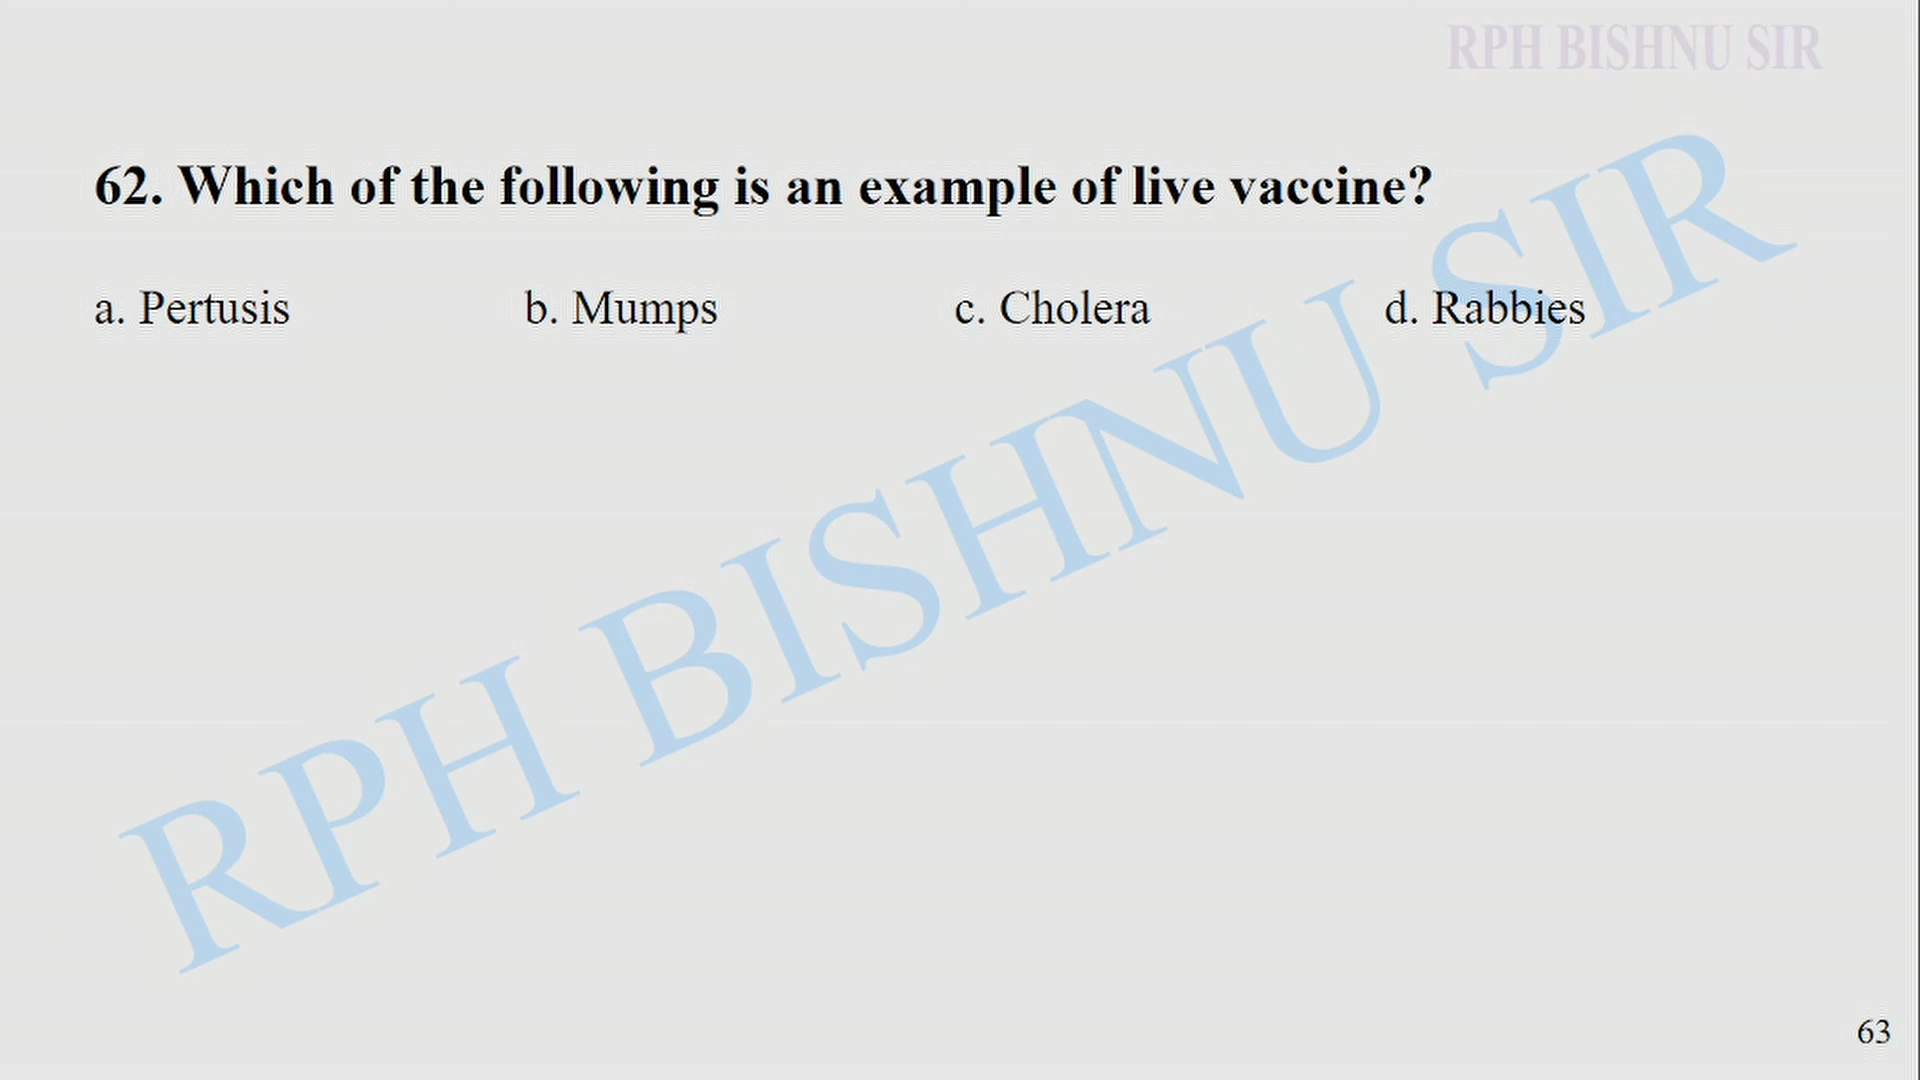 RPH BISHNU SIR
62. Which of the following is an example of live vaccine?
a. Pertusis b. Mumps c. Cholera d. Rabbies
RPH BISHNU SIR
63